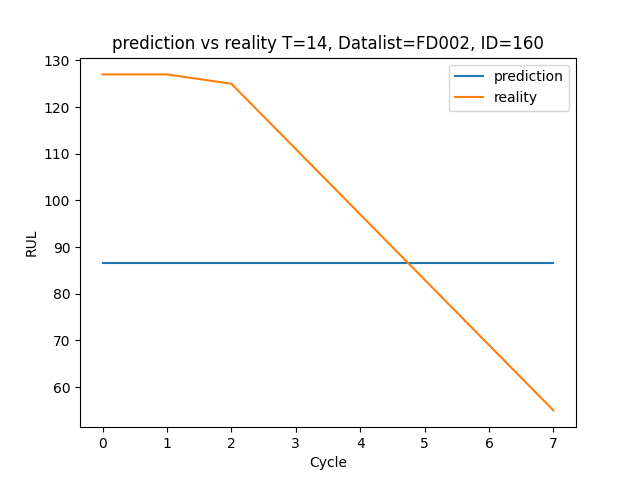 prediction vs reality T=14, Datalist=FD002, ID=160
prediction
reality
130
120
110
100
90
80
70
60
RUL
0 1 2 3 4 5 6 7
Cycle